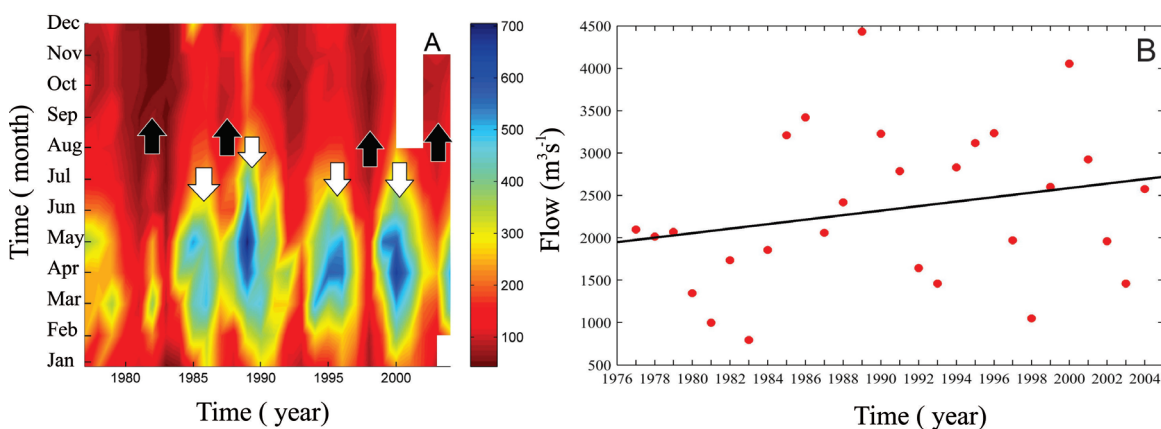 A
Time ( month)
Dec
Nov
Oct
Sep
Aug
Jul
Jun
May
Apr
Mar
Feb
Jan
1980 1985 1990 1995 2000
Time ( year)
700
600
500
400
300
200
100
B
Flow (m³s⁻¹)
4500
4000
3500
3000
2500
2000
1500
1000
500
1976 1978 1980 1982 1984 1986 1988 1990 1992 1994 1996 1998 2000 2002 2004
Time ( year)